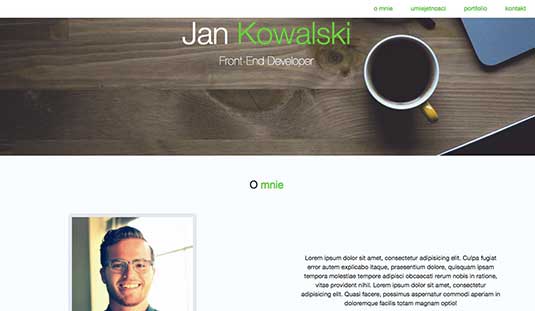 o mnie umiejetnosci portfolio kontakt
Jan Kowalski
Front-End Developer
O mnie
Lorem ipsum dolor sit amet, consectetur adipisicing elit. Culpa fugiat
error autem explicabo itaque, praesentium dolore, quisquam ipsam
tempora molestiae tempore adipisci obcaecati rerum nobis in ratione,
vitae provident nihil. Lorem ipsum dolor sit amet, consectetur
adipisicing elit. Quasi facere, possimus aspernatur commodi aperiam in
doloremque facilis totam magnam optio!